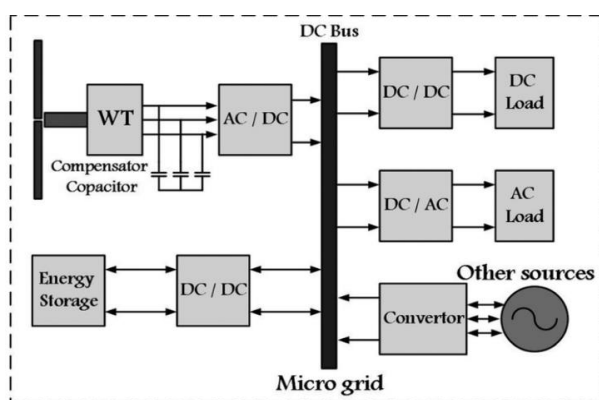 DC Bus
WT
AC / DC
DC / DC
DC
Load
Compensator
Copacitor
DC / AC
AC
Load
Energy
Storage
DC / DC
Other sources
Convertor
Micro grid